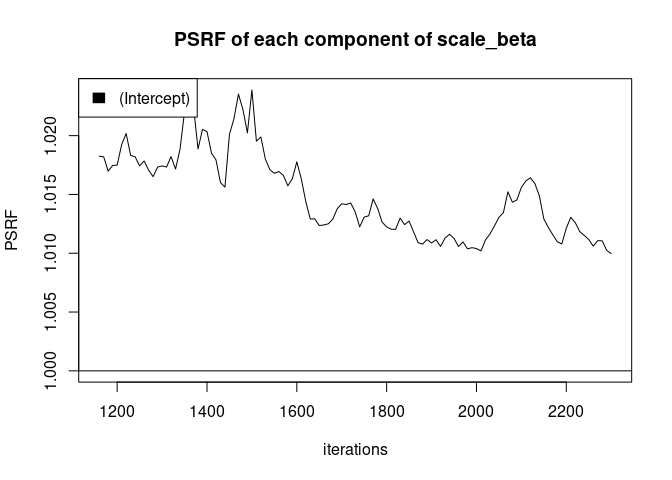 PSRF of each component of scale_beta
(Intercept)
PSRF
1.020
1.015
1.010
1.005
1.000
1200 1400 1600 1800 2000 2200
iterations